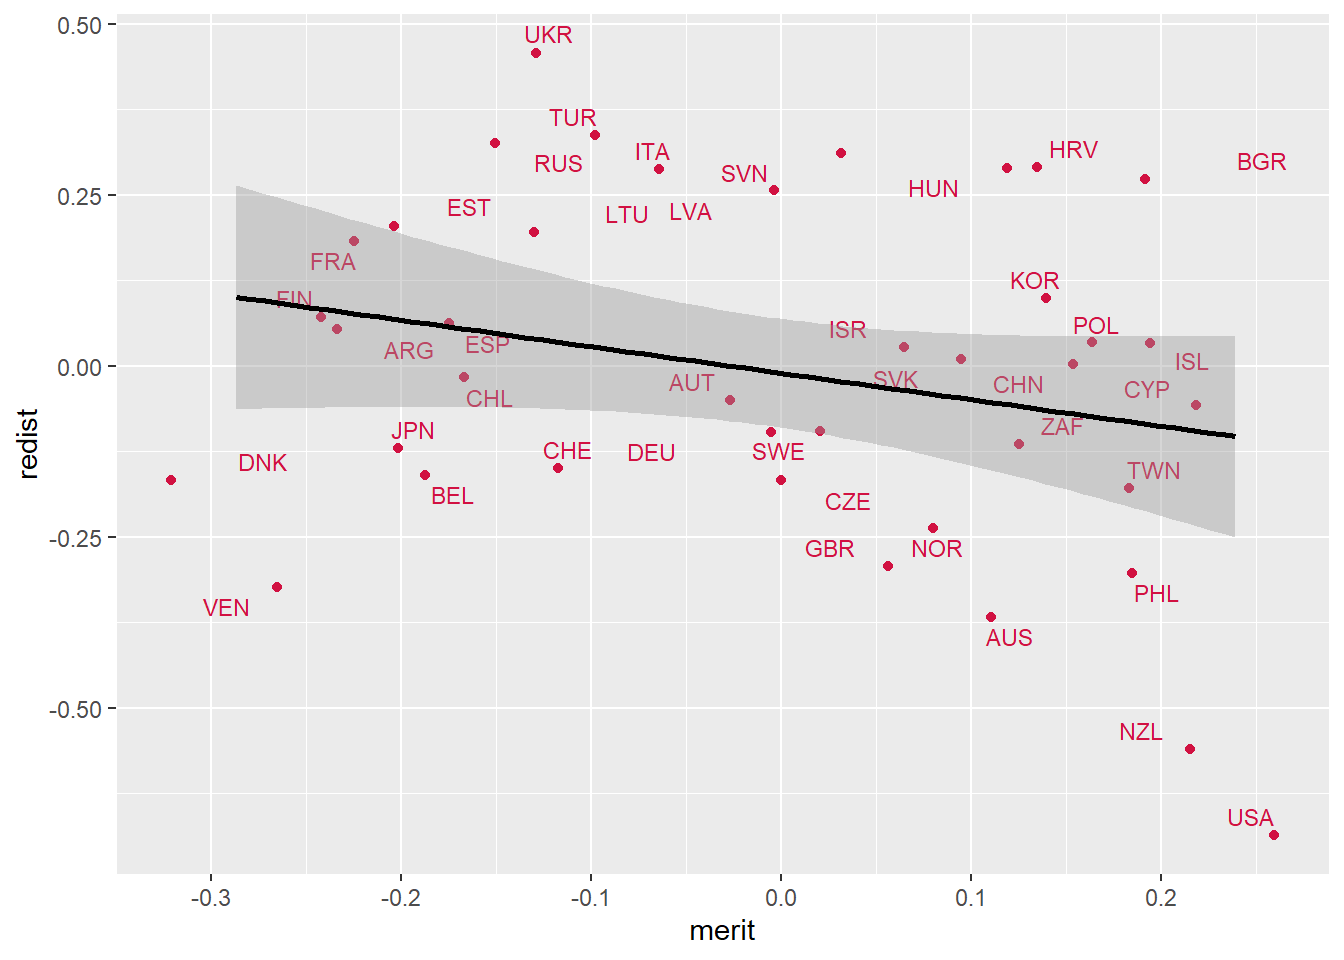 0.50
UKR
TUR
ITA
HRV
RUS
BGR
SVN
HUN
0.25
EST
LTU
LVA
FRA
KOR
FIN
ISR
POL
ESP
ARG
0.00
ISL
AUT
SVK
CHN
CYP
CHL
ZAF
JPN
CHE
DEU
SWE
DNK
TWN
BEL
CZE
-0.25
GBR
NOR
VEN
PHL
AUS
-0.50
NZL
USA
redist
-0.3
-0.2
-0.1
0.0
0.1
0.2
merit